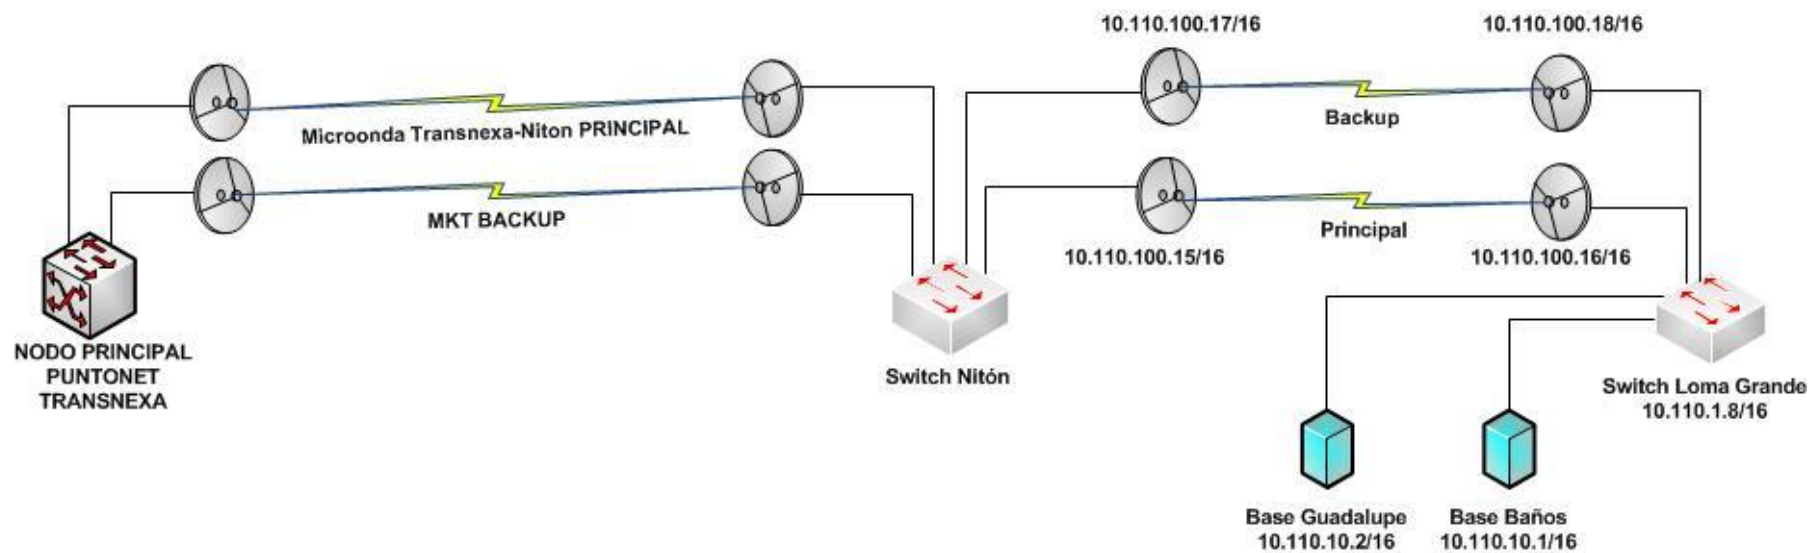 10.110.100.17/16
10.110.100.18/16
Microonda Transnexa-Niton PRINCIPAL
Backup
MKT BACKUP
Principal
10.110.100.15/16
10.110.100.16/16
NODO PRINCIPAL
PUNTONET
TRANSNEXA
Switch Nitón
Switch Loma Grande
10.110.1.8/16
Base Guadalupe
10.110.10.2/16
Base Baños
10.110.10.1/16